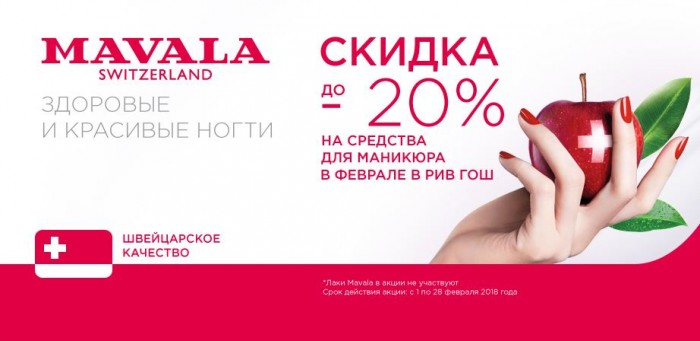 MAVALA
SWITZERLAND
ЗДОРОВЫЕ
И КРАСИВЫЕ НОГТИ
СКИДКА
ДО – 20%
НА СРЕДСТВА
ДЛЯ МАНИКЮРА
В ФЕВРАЛЕ В РИВ ГОШ
ШВЕЙЦАРСКОЕ
КАЧЕСТВО
*Лаки Mavala в акции не участвуют
Срок действия акции: с 1 по 28 февраля 2018 года